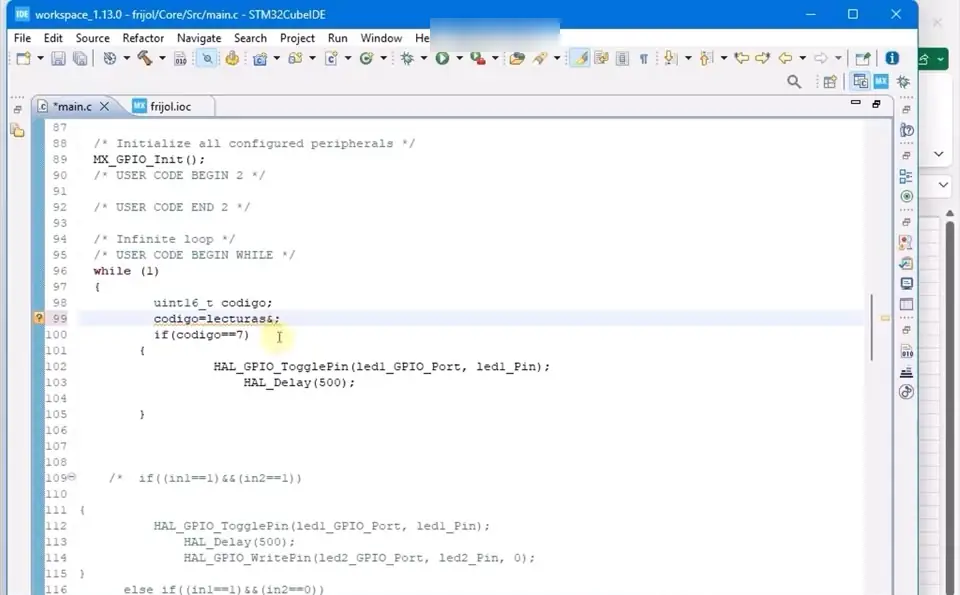 IDE workspace_1.13.0 - frijol/Core/Src/main.c - STM32CubeIDE
File Edit Source Refactor Navigate Search Project Run Window He
*main.c
MX frijol.ioc
87
88 /* Initialize all configured peripherals */
89 MX_GPIO_Init();
90 /* USER CODE BEGIN 2 */
91
92 /* USER CODE END 2 */
93
94 /* Infinite loop */
95 /* USER CODE BEGIN WHILE */
96 while (1)
97 {
98 uint16_t codigo;
99 codigo=lecturas&;
100 if(codigo==7)
101 {
102 HAL_GPIO_TogglePin(led1_GPIO_Port, led1_Pin);
103 HAL_Delay(500);
104
105 }
106
107
108
109 /* if((in1==1)&&(in2==1))
110
111 {
112 HAL_GPIO_TogglePin(led1_GPIO_Port, led1_Pin);
113 HAL_Delay(500);
114 HAL_GPIO_WritePin(led2_GPIO_Port, led2_Pin, 0);
115 }
116 else if((in1==1)&&(in2==0))